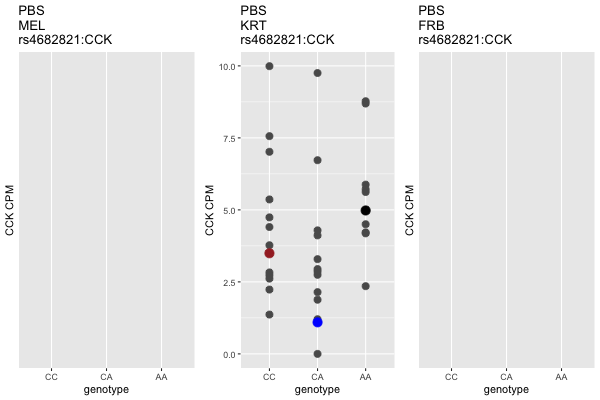 PBS
MEL
rs4682821:CCK
CCK CPM
CC CA AA
genotype
PBS
KRT
rs4682821:CCK
CCK CPM
10.0
7.5
5.0
2.5
0.0
CC CA AA
genotype
PBS
FRB
rs4682821:CCK
CCK CPM
CC CA AA
genotype